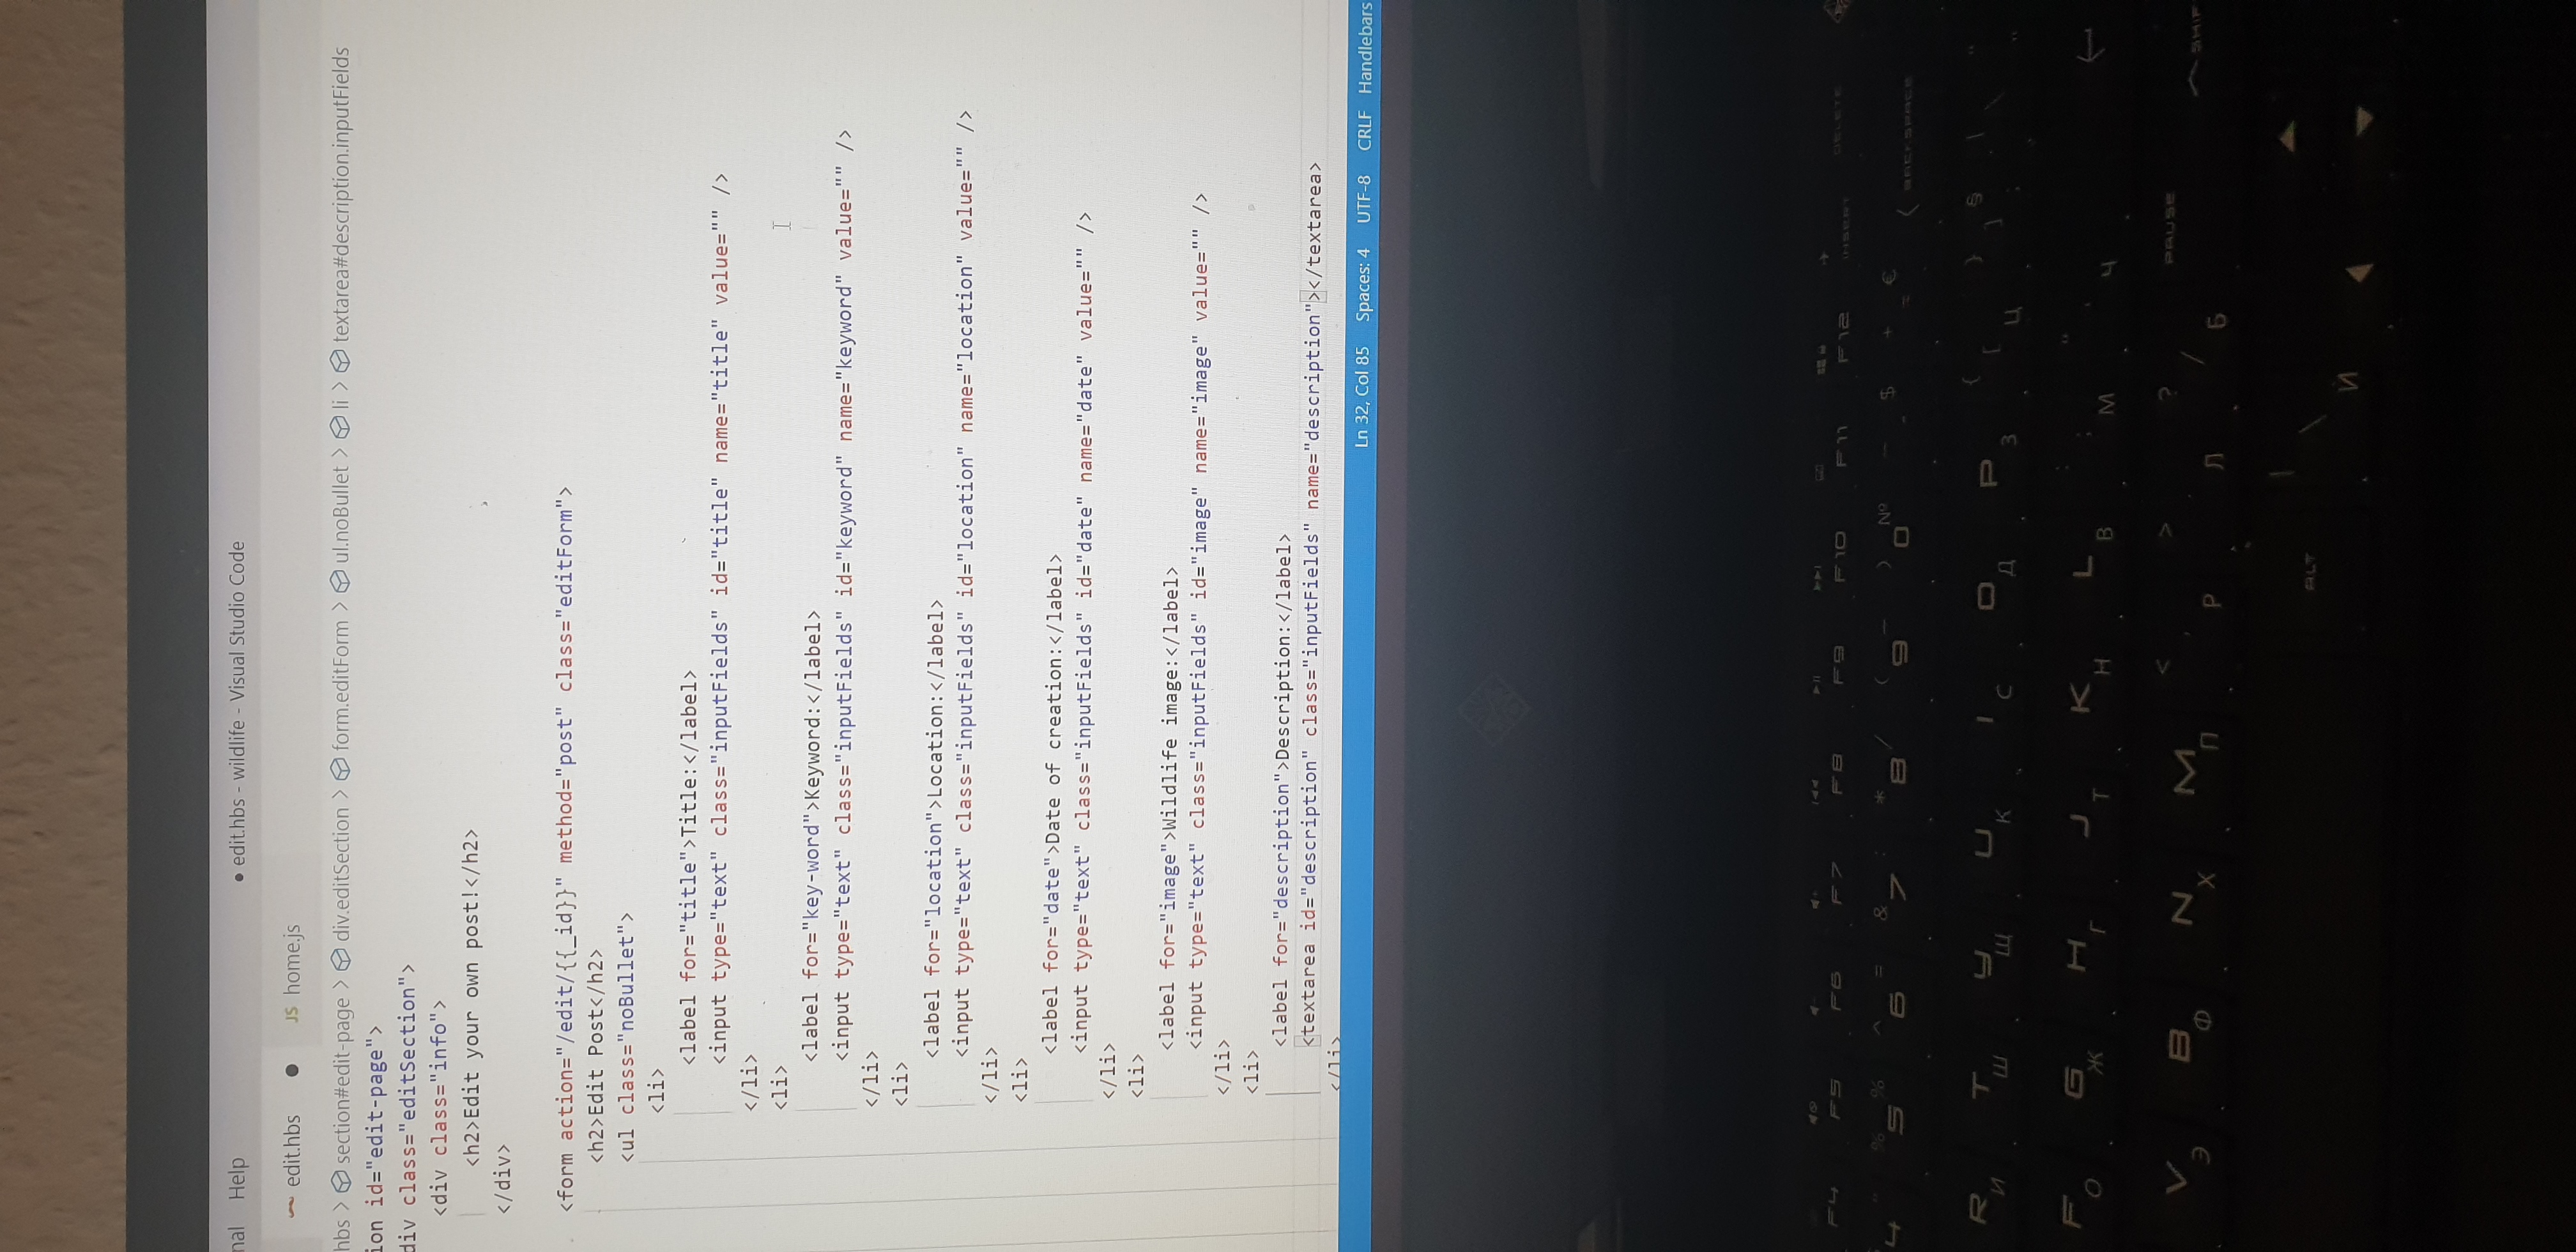 nal Help ● edit.hbs - wildlife - Visual Studio Code
edit.hbs ● JS home.js
hbs > section#edit-page > div.editSection > form.editForm > ul.noBullet > li > textarea#description.inputFields
ion id="edit-page">
div class="editSection">
<div class="info">
<h2>Edit your own post!</h2>
</div>
<form action="/edit/{{_id}}" method="post" class="editForm">
<h2>Edit Post</h2>
<ul class="noBullet">
<li>
<label for="title">Title:</label>
<input type="text" class="inputFields" id="title" name="title" value="" />
</li>
<li>
<label for="key-word">Keyword:</label>
<input type="text" class="inputFields" id="keyword" name="keyword" value="" />
</li>
<li>
<label for="location">Location:</label>
<input type="text" class="inputFields" id="location" name="location" value="" />
</li>
<li>
<label for="date">Date of creation:</label>
<input type="text" class="inputFields" id="date" name="date" value="" />
</li>
<li>
<label for="image">Wildlife image:</label>
<input type="text" class="inputFields" id="image" name="image" value="" />
</li>
<li>
<label for="description">Description:</label>
<textarea id="description" class="inputFields" name="description"></textarea>
</li>
Ln 32, Col 85 Spaces: 4 UTF-8 CRLF Handlebars
F4 F5 F6 F7 F8 F9 F10 F11 F12 INSERT DELETE
4 " % 5 % ^ 6 = & 7 : * 8 / ( 9 – ) 0 № – - $ + = € BACKSPACE
R И T Ш У Щ U К I С O Д P З { [ Ц } ] § ; | \ "
F О G Ж H Г J Т K Н L В : ; М " ' Ч
V Э B Ф N Х M П < , Р > . Л ? / Б PAUSE SHIF
ALT | \ Й